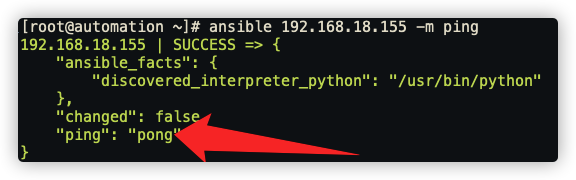 [root@automation ~]# ansible 192.168.18.155 -m ping
192.168.18.155 | SUCCESS => {
    "ansible_facts": {
        "discovered_interpreter_python": "/usr/bin/python"
    },
    "changed": false,
    "ping": "pong"
}